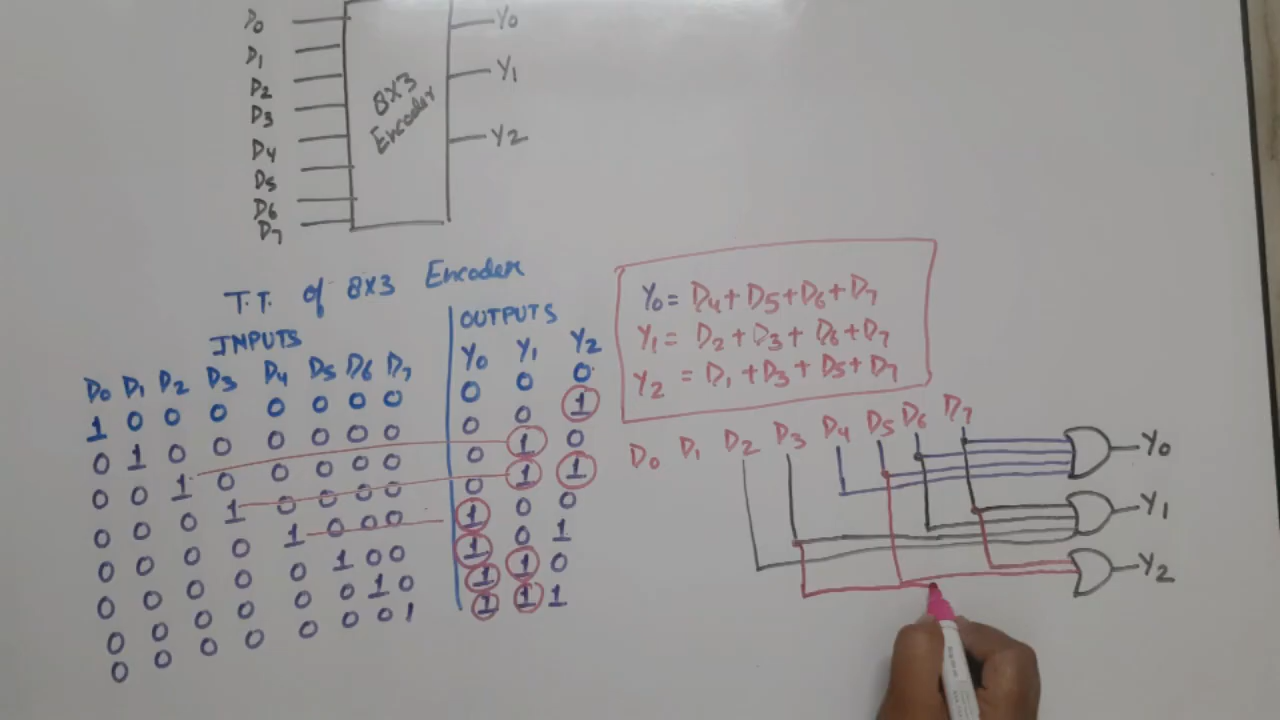 D0 Y0
D1 Y1
D2
D3 8X3 Encoder Y2
D4
D5
D6
D7
T.T. of 8X3 Encoder
INPUTS OUTPUTS
D0 D1 D2 D3 D4 D5 D6 D7 Y0 Y1 Y2
1 0 0 0 0 0 0 0 0 0 0
0 1 0 0 0 0 0 0 0 0 1
0 0 1 0 0 0 0 0 0 1 0
0 0 0 1 0 0 0 0 0 1 1
0 0 0 0 1 0 0 0 1 0 0
0 0 0 0 0 1 0 0 1 0 1
0 0 0 0 0 0 1 0 1 1 0
0 0 0 0 0 0 0 1 1 1 1
Y0 = D4 + D5 + D6 + D7
Y1 = D2 + D3 + D6 + D7
Y2 = D1 + D3 + D5 + D7
D0 D1 D2 D3 D4 D5 D6 D7
Y0
Y1
Y2